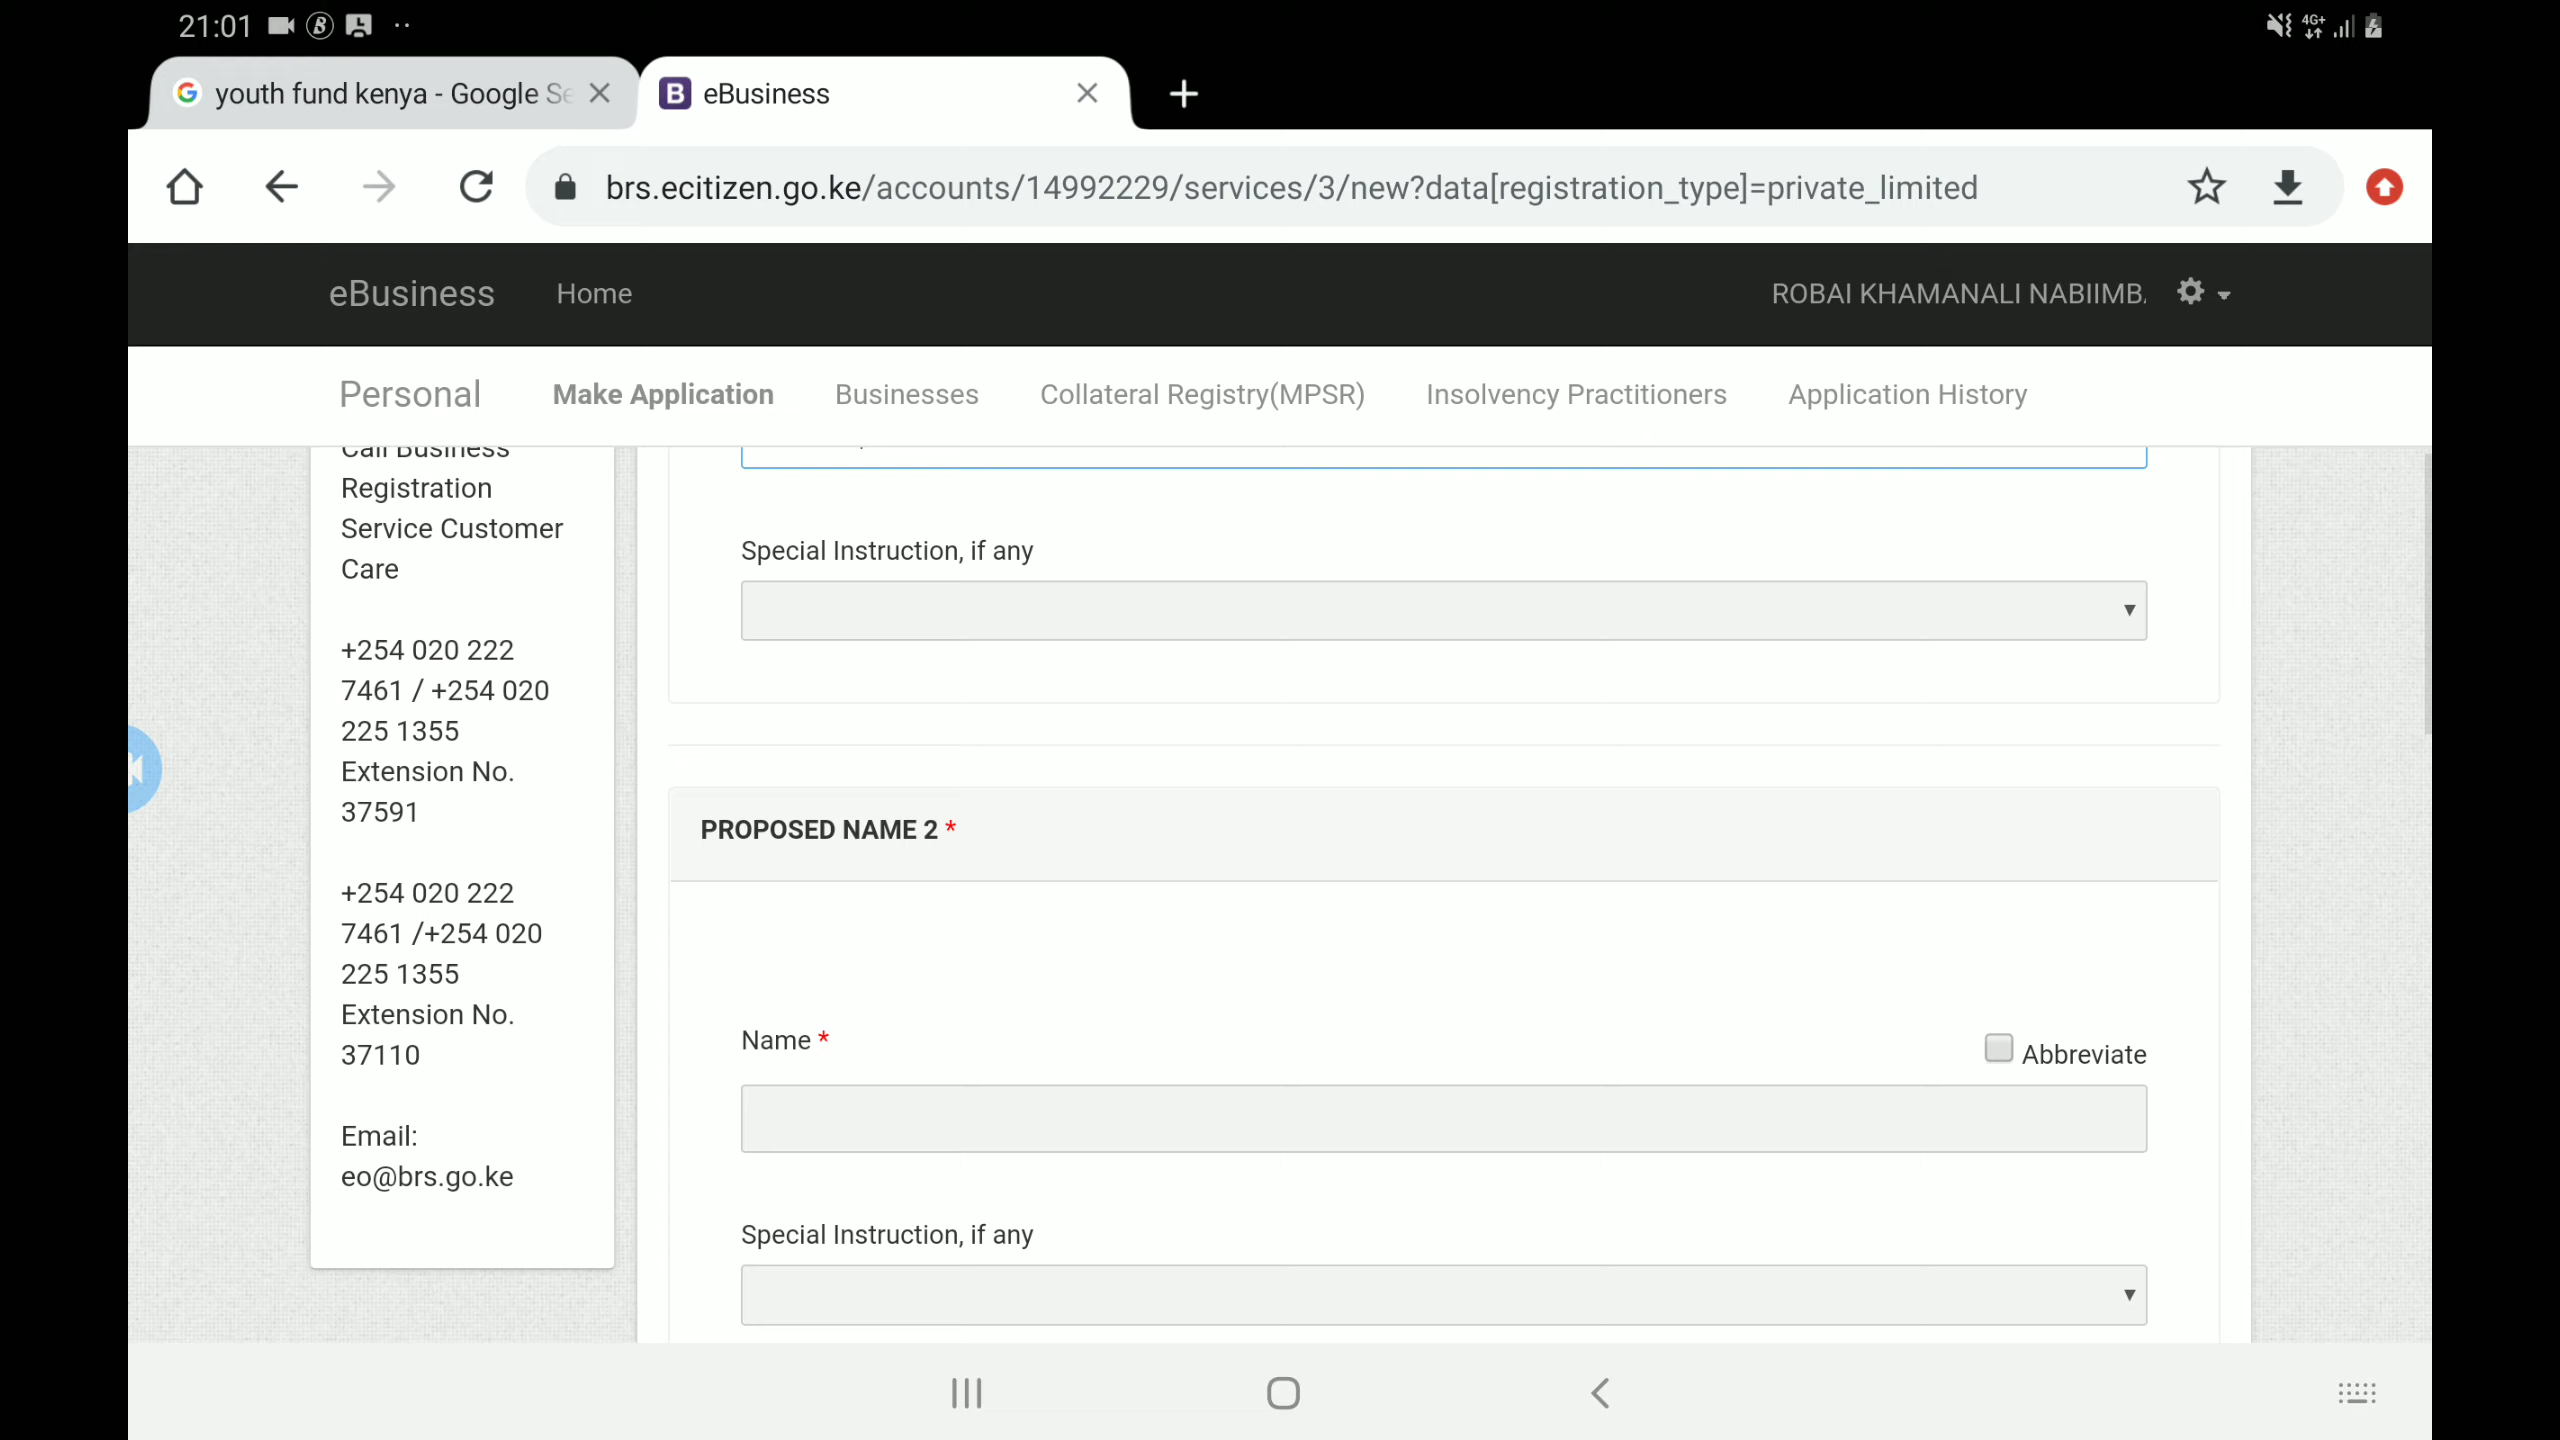 21:01
4G+
youth fund kenya - Google Se
eBusiness
brs.ecitizen.go.ke/accounts/14992229/services/3/new?data[registration_type]=private_limited
eBusiness Home ROBAI KHAMANALI NABIIMB
Personal Make Application Businesses Collateral Registry(MPSR) Insolvency Practitioners Application History
Call Business
Registration
Service Customer
Care
+254 020 222
7461 / +254 020
225 1355
Extension No.
37591
+254 020 222
7461 /+254 020
225 1355
Extension No.
37110
Email:
eo@brs.go.ke
Special Instruction, if any
PROPOSED NAME 2 *
Name *
Abbreviate
Special Instruction, if any